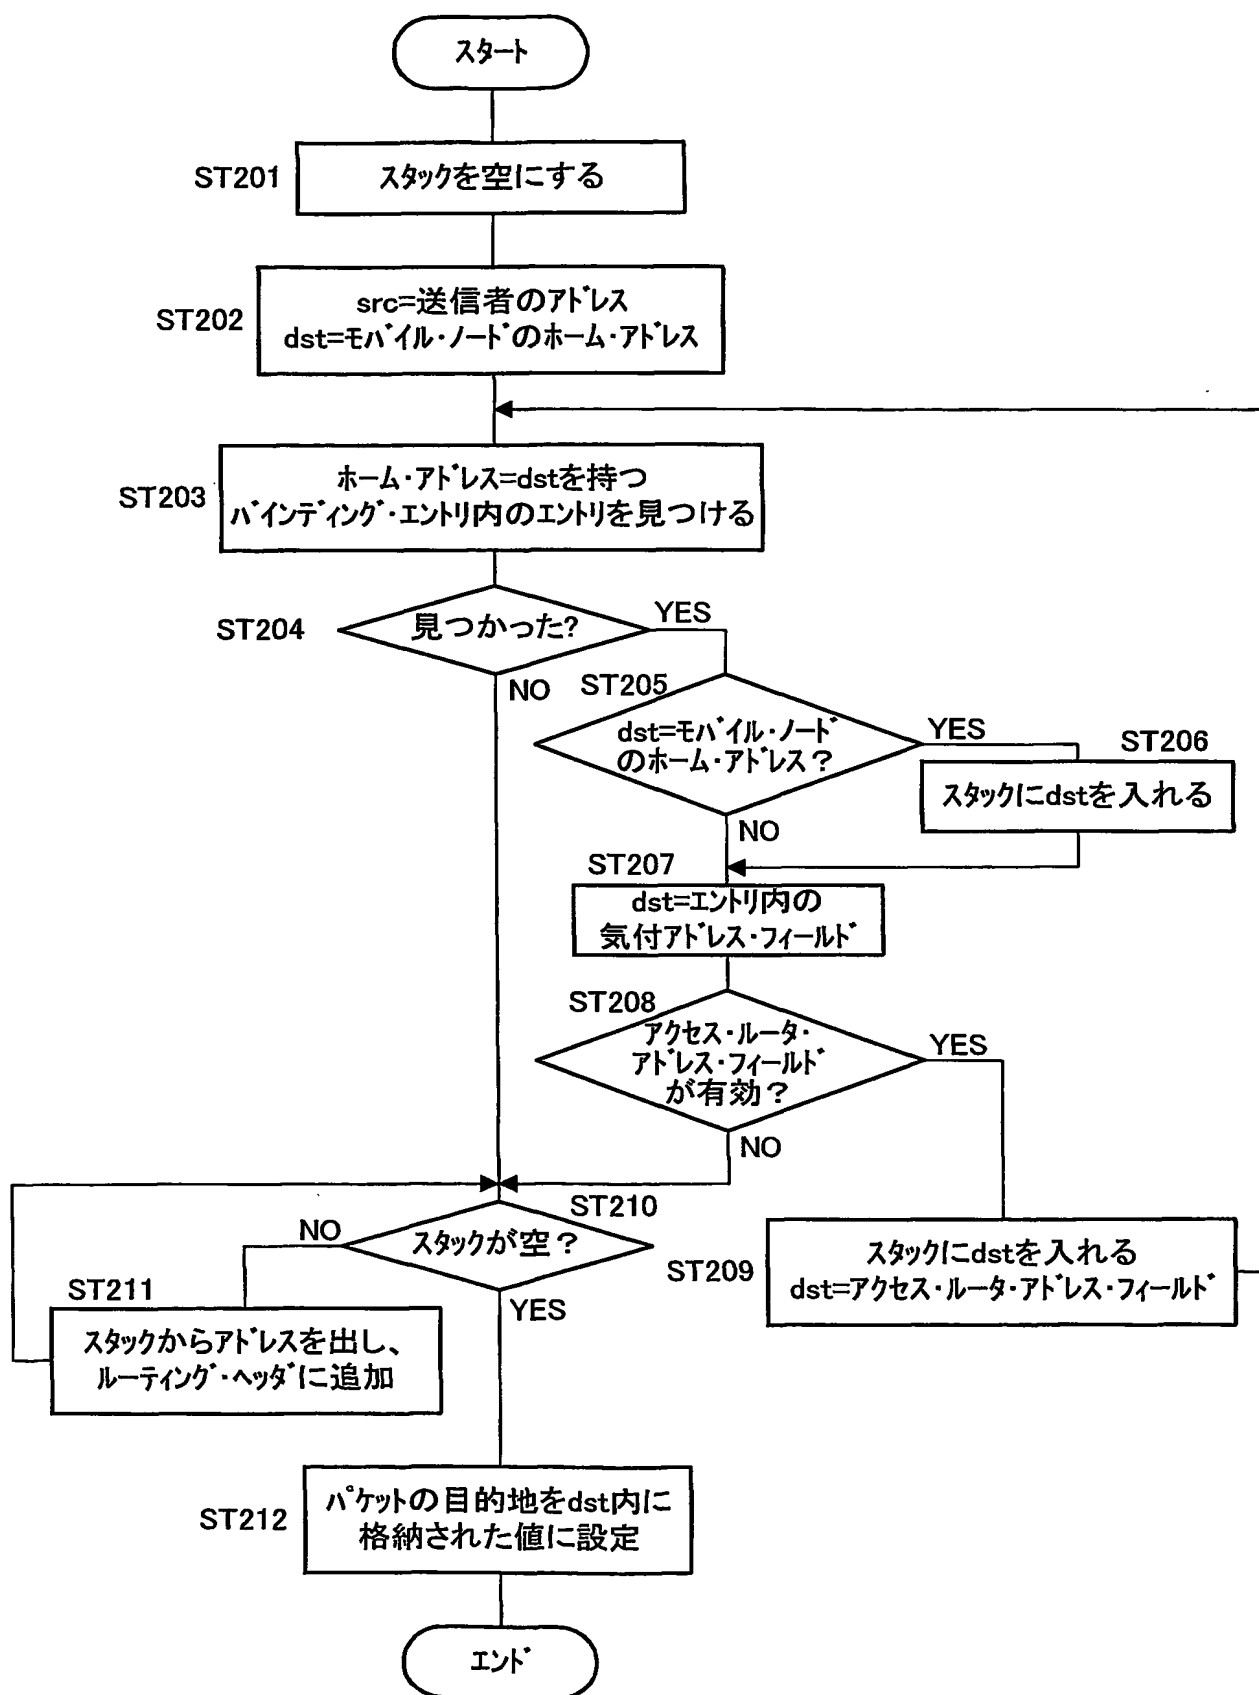 スタート
ST201
スタックを空にする
ST202
src=送信者のアドレス
dst=モバイル・ノードのホーム・アドレス
ST203
ホーム・アドレス=dstを持つ
バインディング・エントリ内のエントリを見つける
ST204
見つかった?
YES
NO
ST205
dst=モバイル・ノード
のホーム・アドレス?
YES
ST206
スタックにdstを入れる
NO
ST207
dst=エントリ内の
気付アドレス・フィールド
ST208
アクセス・ルータ・
アドレス・フィールド
が有効?
YES
NO
ST210
スタックが空?
NO
YES
ST209
スタックにdstを入れる
dst=アクセス・ルータ・アドレス・フィールド
ST211
スタックからアドレスを出し、
ルーティング・ヘッダに追加
ST212
パケットの目的地をdst内に
格納された値に設定
エンド